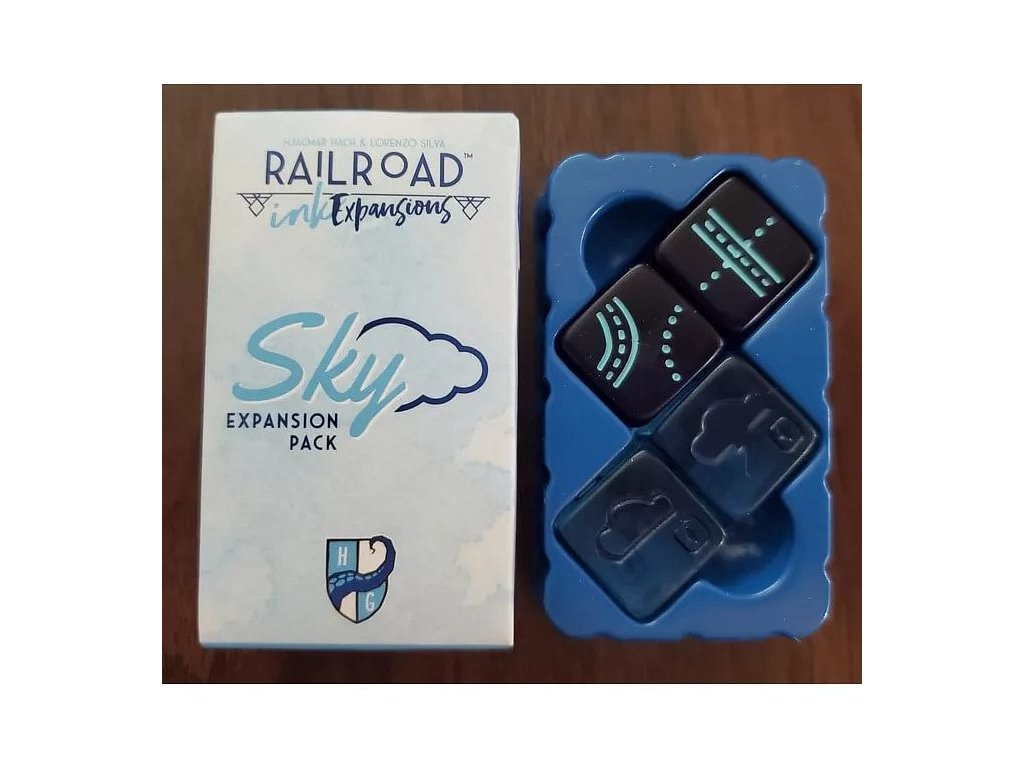 HJALMAR HACH & LORENZO SILVA
RAILROAD™
ink Expansions
Sky
EXPANSION
PACK
H
G